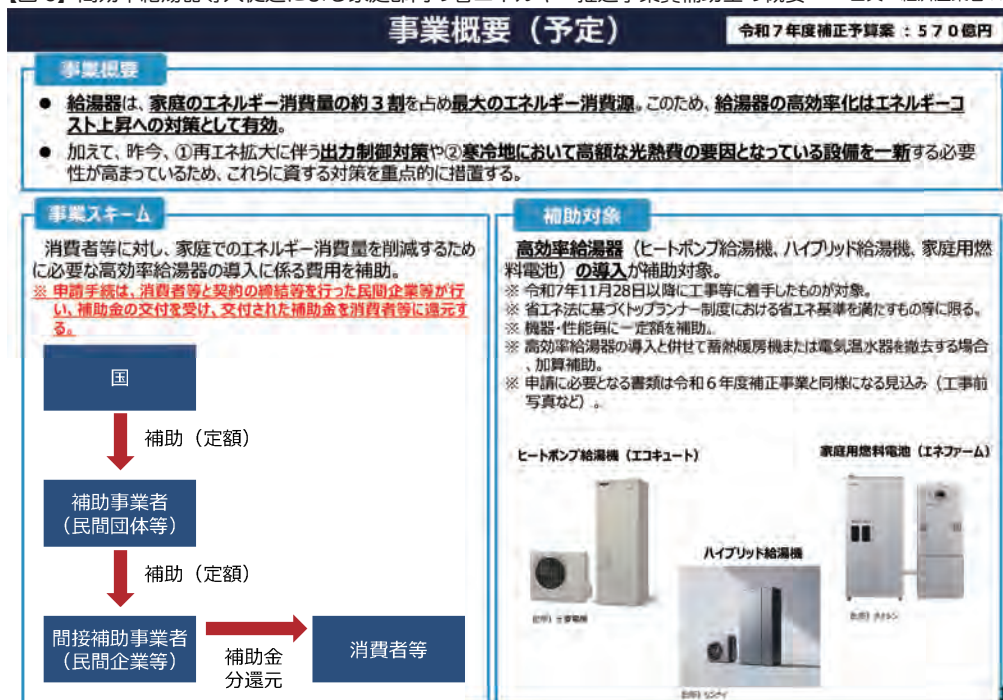 事業概要（予定）
令和７年度補正予算案：５７０億円
事業概要
● 給湯器は、家庭のエネルギー消費量の約３割を占め最大のエネルギー消費源。このため、給湯器の高効率化はエネルギーコ
スト上昇への対策として有効。
● 加えて、昨今、①再エネ拡大に伴う出力制御対策や②寒冷地において高額な光熱費の要因となっている設備を一新する必要
性が高まっているため、これらに資する対策を重点的に措置する。
事業スキーム
消費者等に対し、家庭でのエネルギー消費量を削減するため
に必要な高効率給湯器の導入に係る費用を補助。
※ 申請手続は、消費者等と契約の締結等を行った民間企業等が行
い、補助金の交付を受け、交付された補助金を消費者等に還元す
る。
国
補助（定額）
補助事業者
（民間団体等）
補助（定額）
間接補助事業者
（民間企業等）
補助金
分還元
消費者等
補助対象
高効率給湯器（ヒートポンプ給湯機、ハイブリッド給湯機、家庭用燃
料電池）の導入が補助対象。
※ 令和7年11月28日以降に工事等に着手したものが対象。
※ 省エネ法に基づくトップランナー制度における省エネ基準を満たすもの等に限る。
※ 機器・性能毎に一定額を補助。
※ 高効率給湯器の導入と併せて蓄熱暖房機または電気温水器を撤去する場合
、加算補助。
※ 申請に必要となる書類は令和６年度補正事業と同様になる見込み（工事前
写真など）。
ヒートポンプ給湯機（エコキュート）
家庭用燃料電池（エネファーム）
ハイブリッド給湯機